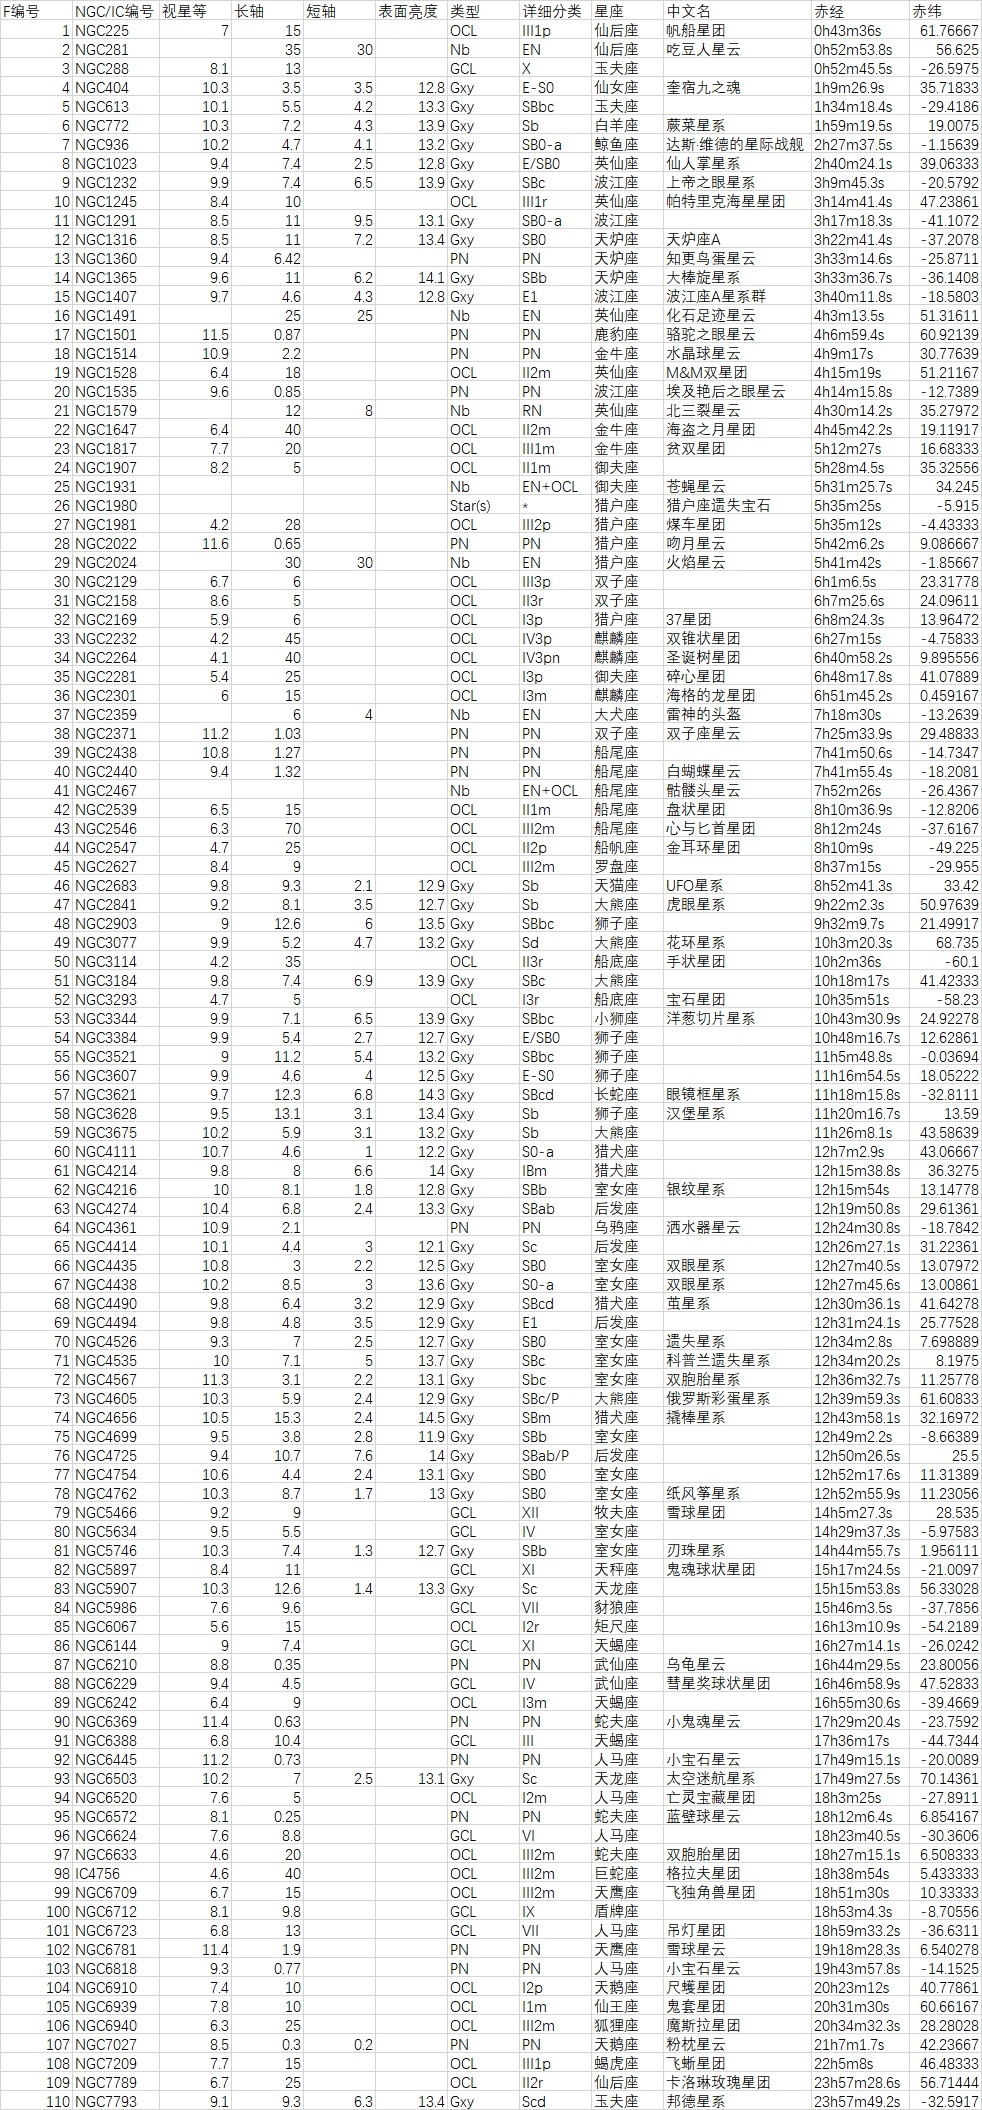 F编号 NGC/IC编号 视星等 长轴 短轴 表面亮度 类型 详细分类 星座 中文名 赤经 赤纬
1 NGC225 7 15 OCL III1p 仙后座 帆船星团 0h43m36s 61.76667
2 NGC281 35 30 Nb EN 仙后座 吃豆人星云 0h52m53.8s 56.625
3 NGC288 8.1 13 GCL X 玉夫座 0h52m45.5s -26.5975
4 NGC404 10.3 3.5 3.5 12.8 Gxy E-S0 仙女座 奎宿九之魂 1h9m26.9s 35.71833
5 NGC613 10.1 5.5 4.2 13.3 Gxy SBbc 玉夫座 1h34m18.4s -29.4186
6 NGC772 10.3 7.2 4.3 13.9 Gxy Sb 白羊座 蕨菜星系 1h59m19.5s 19.0075
7 NGC936 10.2 4.7 4.1 13.2 Gxy SB0-a 鲸鱼座 达斯·维德的星际战舰 2h27m37.5s -1.15639
8 NGC1023 9.4 7.4 2.5 12.8 Gxy E/SB0 英仙座 仙人掌星系 2h40m24.1s 39.06333
9 NGC1232 9.9 7.4 6.5 13.9 Gxy SBc 波江座 上帝之眼星系 3h9m45.3s -20.5792
10 NGC1245 8.4 10 OCL III1r 英仙座 帕特里克海星星团 3h14m41.4s 47.23861
11 NGC1291 8.5 11 9.5 13.1 Gxy SB0-a 波江座 3h17m18.3s -41.1072
12 NGC1316 8.5 11 7.2 13.4 Gxy SB0 天炉座 天炉座A 3h22m41.4s -37.2078
13 NGC1360 9.4 6.42 PN PN 天炉座 知更鸟蛋星云 3h33m14.6s -25.8711
14 NGC1365 9.6 11 6.2 14.1 Gxy SBb 天炉座 大棒旋星系 3h33m36.7s -36.1408
15 NGC1407 9.7 4.6 4.3 12.8 Gxy E1 波江座 波江座A星系群 3h40m11.8s -18.5803
16 NGC1491 25 25 Nb EN 英仙座 化石足迹星云 4h3m13.5s 51.31611
17 NGC1501 11.5 0.87 PN PN 鹿豹座 骆驼之眼星云 4h6m59.4s 60.92139
18 NGC1514 10.9 2.2 PN PN 金牛座 水晶球星云 4h9m17s 30.77639
19 NGC1528 6.4 18 OCL II2m 英仙座 M&M双星团 4h15m19s 51.21167
20 NGC1535 9.6 0.85 PN PN 波江座 埃及艳后之眼星云 4h14m15.8s -12.7389
21 NGC1579 12 8 Nb RN 英仙座 北三裂星云 4h30m14.2s 35.27972
22 NGC1647 6.4 40 OCL II2m 金牛座 海盗之月星团 4h45m42.2s 19.11917
23 NGC1817 7.7 20 OCL III1m 金牛座 贫双星团 5h12m27s 16.68333
24 NGC1907 8.2 5 OCL II1m 御夫座 5h28m4.5s 35.32556
25 NGC1931 Nb EN+OCL 御夫座 苍蝇星云 5h31m25.7s 34.245
26 NGC1980 Star(s) * 猎户座 猎户座遗失宝石 5h35m25s -5.915
27 NGC1981 4.2 28 OCL III2p 猎户座 煤车星团 5h35m12s -4.43333
28 NGC2022 11.6 0.65 PN PN 猎户座 吻月星云 5h42m6.2s 9.086667
29 NGC2024 30 30 Nb EN 猎户座 火焰星云 5h41m42s -1.85667
30 NGC2129 6.7 6 OCL III3p 双子座 6h1m6.5s 23.31778
31 NGC2158 8.6 5 OCL II3r 双子座 6h7m25.6s 24.09611
32 NGC2169 5.9 6 OCL I3p 猎户座 37星团 6h8m24.3s 13.96472
33 NGC2232 4.2 45 OCL IV3p 麒麟座 双锥状星团 6h27m15s -4.75833
34 NGC2264 4.1 40 OCL IV3pn 麒麟座 圣诞树星团 6h40m58.2s 9.895556
35 NGC2281 5.4 25 OCL I3p 御夫座 碎心星团 6h48m17.8s 41.07889
36 NGC2301 6 15 OCL I3m 麒麟座 海格的龙星团 6h51m45.2s 0.459167
37 NGC2359 6 4 Nb EN 大犬座 雷神的头盔 7h18m30s -13.2639
38 NGC2371 11.2 1.03 PN PN 双子座 双子座星云 7h25m33.9s 29.48833
39 NGC2438 10.8 1.27 PN PN 船尾座 7h41m50.6s -14.7347
40 NGC2440 9.4 1.32 PN PN 船尾座 白蝴蝶星云 7h41m55.4s -18.2081
41 NGC2467 Nb EN+OCL 船尾座 骷髅头星云 7h52m26s -26.4367
42 NGC2539 6.5 15 OCL II1m 船尾座 盘状星团 8h10m36.9s -12.8206
43 NGC2546 6.3 70 OCL III2m 船尾座 心与匕首星团 8h12m24s -37.6167
44 NGC2547 4.7 25 OCL II2p 船帆座 金耳环星团 8h10m9s -49.225
45 NGC2627 8.4 9 OCL III2m 罗盘座 8h37m15s -29.955
46 NGC2683 9.8 9.3 2.1 12.9 Gxy Sb 天猫座 UFO星系 8h52m41.3s 33.42
47 NGC2841 9.2 8.1 3.5 12.7 Gxy Sb 大熊座 虎眼星系 9h22m2.3s 50.97639
48 NGC2903 9 12.6 6 13.5 Gxy SBbc 狮子座 9h32m9.7s 21.49917
49 NGC3077 9.9 5.2 4.7 13.2 Gxy Sd 大熊座 花环星系 10h3m20.3s 68.735
50 NGC3114 4.2 35 OCL II3r 船底座 手状星团 10h2m36s -60.1
51 NGC3184 9.8 7.4 6.9 13.9 Gxy SBc 大熊座 10h18m17s 41.42333
52 NGC3293 4.7 5 OCL I3r 船底座 宝石星团 10h35m51s -58.23
53 NGC3344 9.9 7.1 6.5 13.9 Gxy SBbc 小狮座 洋葱切片星系 10h43m30.9s 24.92278
54 NGC3384 9.9 5.4 2.7 12.7 Gxy E/SB0 狮子座 10h48m16.7s 12.62861
55 NGC3521 9 11.2 5.4 13.2 Gxy SBbc 狮子座 11h5m48.8s -0.03694
56 NGC3607 9.9 4.6 4 12.5 Gxy E-S0 狮子座 11h16m54.5s 18.05222
57 NGC3621 9.7 12.3 6.8 14.3 Gxy SBcd 长蛇座 眼镜框星系 11h18m15.8s -32.8111
58 NGC3628 9.5 13.1 3.1 13.4 Gxy Sb 狮子座 汉堡星系 11h20m16.7s 13.59
59 NGC3675 10.2 5.9 3.1 13.2 Gxy Sb 大熊座 11h26m8.1s 43.58639
60 NGC4111 10.7 4.6 1 12.2 Gxy S0-a 猎犬座 12h7m2.9s 43.06667
61 NGC4214 9.8 8 6.6 14 Gxy IBm 猎犬座 12h15m38.8s 36.3275
62 NGC4216 10 8.1 1.8 12.8 Gxy SBb 室女座 银纹星系 12h15m54s 13.14778
63 NGC4274 10.4 6.8 2.4 13.3 Gxy SBab 后发座 12h19m50.8s 29.61361
64 NGC4361 10.9 2.1 PN PN 乌鸦座 洒水器星云 12h24m30.8s -18.7842
65 NGC4414 10.1 4.4 3 12.1 Gxy Sc 后发座 12h26m27.1s 31.22361
66 NGC4435 10.8 3 2.2 12.5 Gxy SB0 室女座 双眼星系 12h27m40.5s 13.07972
67 NGC4438 10.2 8.5 3 13.6 Gxy S0-a 室女座 双眼星系 12h27m45.6s 13.00861
68 NGC4490 9.8 6.4 3.2 12.9 Gxy SBcd 猎犬座 茧星系 12h30m36.1s 41.64278
69 NGC4494 9.8 4.8 3.5 12.9 Gxy E1 后发座 12h31m24.1s 25.77528
70 NGC4526 9.3 7 2.5 12.7 Gxy SB0 室女座 遗失星系 12h34m2.8s 7.698889
71 NGC4535 10 7.1 5 13.7 Gxy SBc 室女座 科普兰遗失星系 12h34m20.2s 8.1975
72 NGC4567 11.3 3.1 2.2 13.1 Gxy Sbc 室女座 双胞胎星系 12h36m32.7s 11.25778
73 NGC4605 10.3 5.9 2.4 12.9 Gxy SBc/P 大熊座 俄罗斯彩蛋星系 12h39m59.3s 61.60833
74 NGC4656 10.5 15.3 2.4 14.5 Gxy SBm 猎犬座 撬棒星系 12h43m58.1s 32.16972
75 NGC4699 9.5 3.8 2.8 11.9 Gxy SBb 室女座 12h49m2.2s -8.66389
76 NGC4725 9.4 10.7 7.6 14 Gxy SBab/P 后发座 12h50m26.5s 25.5
77 NGC4754 10.6 4.4 2.4 13.1 Gxy SB0 室女座 12h52m17.6s 11.31389
78 NGC4762 10.3 8.7 1.7 13 Gxy SB0 室女座 纸风筝星系 12h52m55.9s 11.23056
79 NGC5466 9.2 9 GCL XII 牧夫座 雪球星团 14h5m27.3s 28.535
80 NGC5634 9.5 5.5 GCL IV 室女座 14h29m37.3s -5.97583
81 NGC5746 10.3 7.4 1.3 12.7 Gxy SBb 室女座 刃珠星系 14h44m55.7s 1.956111
82 NGC5897 8.4 11 GCL XI 天秤座 鬼魂球状星团 15h17m24.5s -21.0097
83 NGC5907 10.3 12.6 1.4 13.3 Gxy Sc 天龙座 15h15m53.8s 56.33028
84 NGC5986 7.6 9.6 GCL VII 豺狼座 15h46m3.5s -37.7856
85 NGC6067 5.6 15 OCL I2r 矩尺座 16h13m10.9s -54.2189
86 NGC6144 9 7.4 GCL XI 天蝎座 16h27m14.1s -26.0242
87 NGC6210 8.8 0.35 PN PN 武仙座 乌龟星云 16h44m29.5s 23.80056
88 NGC6229 9.4 4.5 GCL IV 武仙座 彗星奖球状星团 16h46m58.9s 47.52833
89 NGC6242 6.4 9 OCL I3m 天蝎座 16h55m30.6s -39.4669
90 NGC6369 11.4 0.63 PN PN 蛇夫座 小鬼魂星云 17h29m20.4s -23.7592
91 NGC6388 6.8 10.4 GCL III 天蝎座 17h36m17s -44.7344
92 NGC6445 11.2 0.73 PN PN 人马座 小宝石星云 17h49m15.1s -20.0089
93 NGC6503 10.2 7 2.5 13.1 Gxy Sc 天龙座 太空迷航星系 17h49m27.5s 70.14361
94 NGC6520 7.6 5 OCL I2m 人马座 亡灵宝藏星团 18h3m25s -27.8911
95 NGC6572 8.1 0.25 PN PN 蛇夫座 蓝壁球星云 18h12m6.4s 6.854167
96 NGC6624 7.6 8.8 GCL VI 人马座 18h23m40.5s -30.3606
97 NGC6633 4.6 20 OCL III2m 蛇夫座 双胞胎星团 18h27m15.1s 6.508333
98 IC4756 4.6 40 OCL III2m 巨蛇座 格拉夫星团 18h38m54s 5.433333
99 NGC6709 6.7 15 OCL III2m 天鹰座 飞独角兽星团 18h51m30s 10.33333
100 NGC6712 8.1 9.8 GCL IX 盾牌座 18h53m4.3s -8.70556
101 NGC6723 6.8 13 GCL VII 人马座 吊灯星团 18h59m33.2s -36.6311
102 NGC6781 11.4 1.9 PN PN 天鹰座 雪球星云 19h18m28.3s 6.540278
103 NGC6818 9.3 0.77 PN PN 人马座 小宝石星云 19h43m57.8s -14.1525
104 NGC6910 7.4 10 OCL I2p 天鹅座 尺蠖星团 20h23m12s 40.77861
105 NGC6939 7.8 10 OCL I1m 仙王座 鬼套星团 20h31m30s 60.66167
106 NGC6940 6.3 25 OCL III2m 狐狸座 魔斯拉星团 20h34m32.3s 28.28028
107 NGC7027 8.5 0.3 0.2 PN PN 天鹅座 粉枕星云 21h7m1.7s 42.23667
108 NGC7209 7.7 15 OCL III1p 蝎虎座 飞蜥星团 22h5m8s 46.48333
109 NGC7789 6.7 25 OCL II2r 仙后座 卡洛琳玫瑰星团 23h57m28.6s 56.71444
110 NGC7793 9.1 9.3 6.3 13.4 Gxy Scd 玉夫座 邦德星系 23h57m49.2s -32.5917